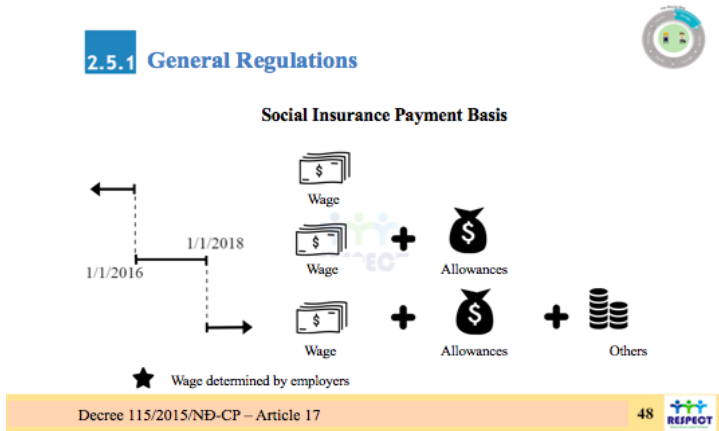 2.5.1 General Regulations
Social Insurance Payment Basis
$
Wage
1/1/2018
$ + $
1/1/2016
Wage Allowances
$ + $ +
Wage Allowances Others
Wage determined by employers
Decree 115/2015/NĐ-CP – Article 17
48
RESPECT